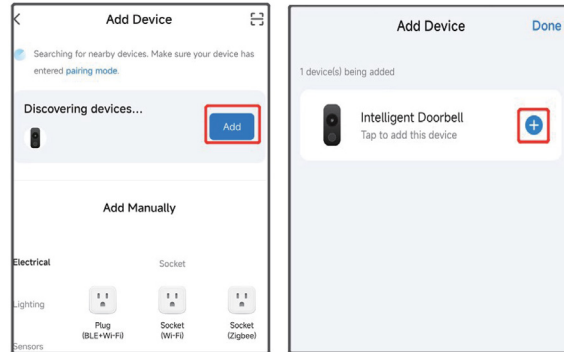 Add Device
Searching for nearby devices. Make sure your device has
entered pairing mode.
Discovering devices...
Add
Add Manually
Electrical
Socket
Lighting
Plug
(BLE+Wi-Fi)
Socket
(Wi-Fi)
Socket
(Zigbee)
Sensors
Add Device
Done
1 device(s) being added
Intelligent Doorbell
Tap to add this device